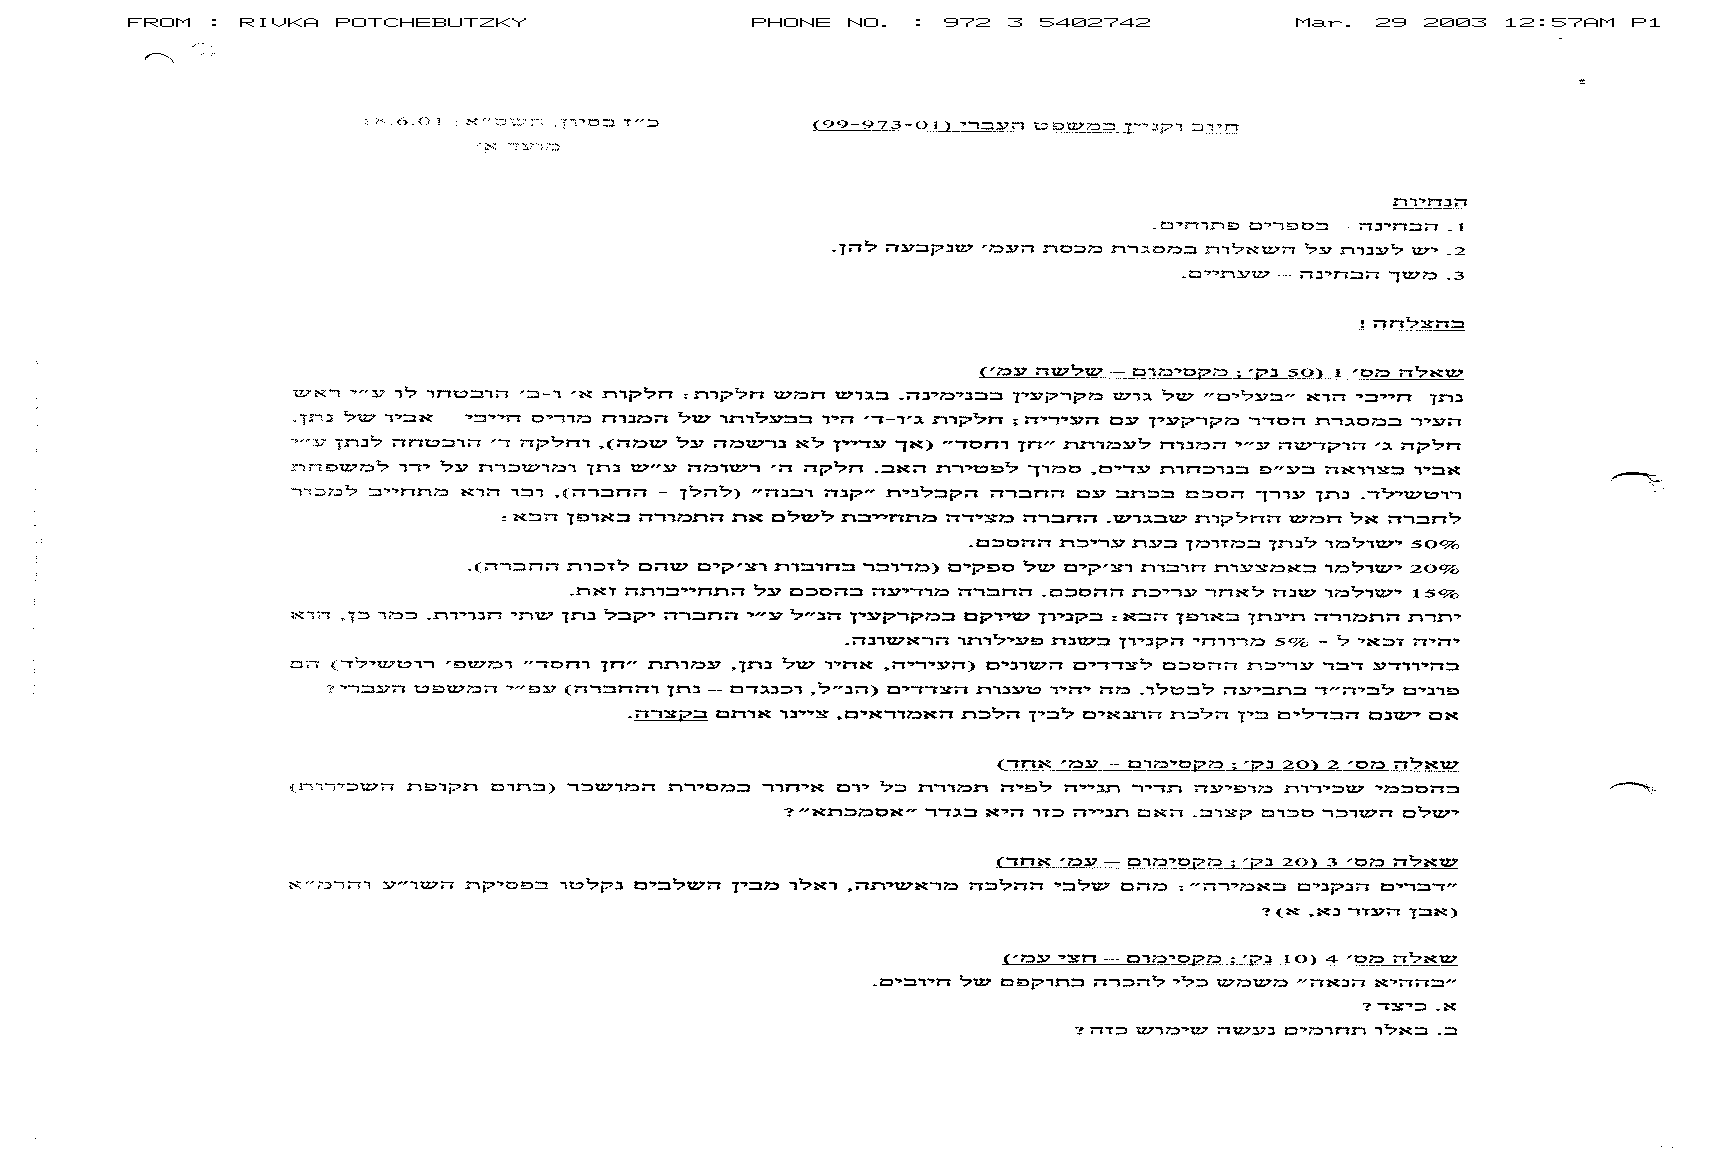 FROM : RIVKA POTCHEBUTZKY PHONE NO. : 972 3 5402742 Mar. 29 2003 12:57AM P1
חיוב וקניין במשפט העברי (99-973-01) כ״ז בסיון, תשס״א; 18.6.01
מועד א׳
הנחיות
1. הבחינה - בספרים פתוחים.
2. יש לענות על השאלות במסגרת מכסת העמ׳ שנקבעה להן.
3. משך הבחינה – שעתיים.
בהצלחה !
שאלה מס׳ 1 (50 נק׳; מקסימום – שלשה עמ׳)
נתן חייבי הוא ״בעלים״ של גוש מקרקעין בבנימינה. בגוש חמש חלקות: חלקות א׳ ו-ב׳ הובטחו לו ע״י ראש
העיר במסגרת הסדר מקרקעין עם העיריה; חלקות ג׳ו-ד׳ היו בבעלותו של המנוח מוריס חייבי אביו של נתן.
חלקה ג׳ הוקדשה ע״י המנוח לעמותת ״חן וחסד״ (אך עדיין לא נרשמה על שמה), וחלקה ד׳ הובטחה לנתן ע״י
אביו בצוואה בע״פ בנוכחות עדים, סמוך לפטירת האב. חלקה ה׳ רשומה ע״ש נתן ומושכרת על ידו למשפחת
רוטשילד. נתן עורך הסכם בכתב עם החברה הקבלנית ״קנה ובנה״ (להלן - החברה), ובו הוא מתחייב למכור
לחברה אל חמש החלקות שבגוש. החברה מצידה מתחייבת לשלם את התמורה באופן הבא:
50% ישולמו לנתן במזומן בעת עריכת ההסכם.
20% ישולמו באמצעות חובות וצ׳קים של ספקים (מדובר בחובות וצ׳קים שהם לזכות החברה).
15% ישולמו שנה לאחר עריכת ההסכם. החברה מודיעה בהסכם על התחייבותה זאת.
יתרת התמורה תינתן באופן הבא: בקניון שיוקם במקרקעין הנ״ל ע״י החברה יקבל נתן שתי חנויות. כמו כן, הוא
יהיה זכאי ל - 5% מרווחי הקניון בשנת פעילותו הראשונה.
בהיוודע דבר עריכת ההסכם לצדדים השונים (העיריה, אחיו של נתן, עמותת ״חן וחסד״ ומשפ׳ רוטשילד) הם
פונים לביה״ד בתביעה לבטלו. מה יהיו טענות הצדדים (הנ״ל, וכנגדם – נתן והחברה) עפ״י המשפט העברי?
אם ישנם הבדלים בין הלכת התנאים לבין הלכת האמוראים, ציינו אותם בקצרה.
שאלה מס׳ 2 (20 נק׳; מקסימום - עמ׳ אחד)
בהסכמי שכירות מופיעה תדיר תנייה לפיה תמורת כל יום איחור במסירת המושכר (בתום תקופת השכירות)
ישלם השוכר סכום קצוב. האם תנייה כזו היא בגדר ״אסמכתא״?
שאלה מס׳ 3 (20 נק׳; מקסימום – עמ׳ אחד)
״דברים הנקנים באמירה״: מהם שלבי ההלכה מראשיתה, ואלו מבין השלבים נקלטו בפסיקת השו״ע והרמ״א
(אבן העזר נא, א)?
שאלה מס׳ 4 (10 נק׳; מקסימום – חצי עמ׳)
״בההיא הנאה״ משמש כלי להכרה בתוקפם של חיובים.
א. כיצד?
ב. באלו תחומים נעשה שימוש כזה?